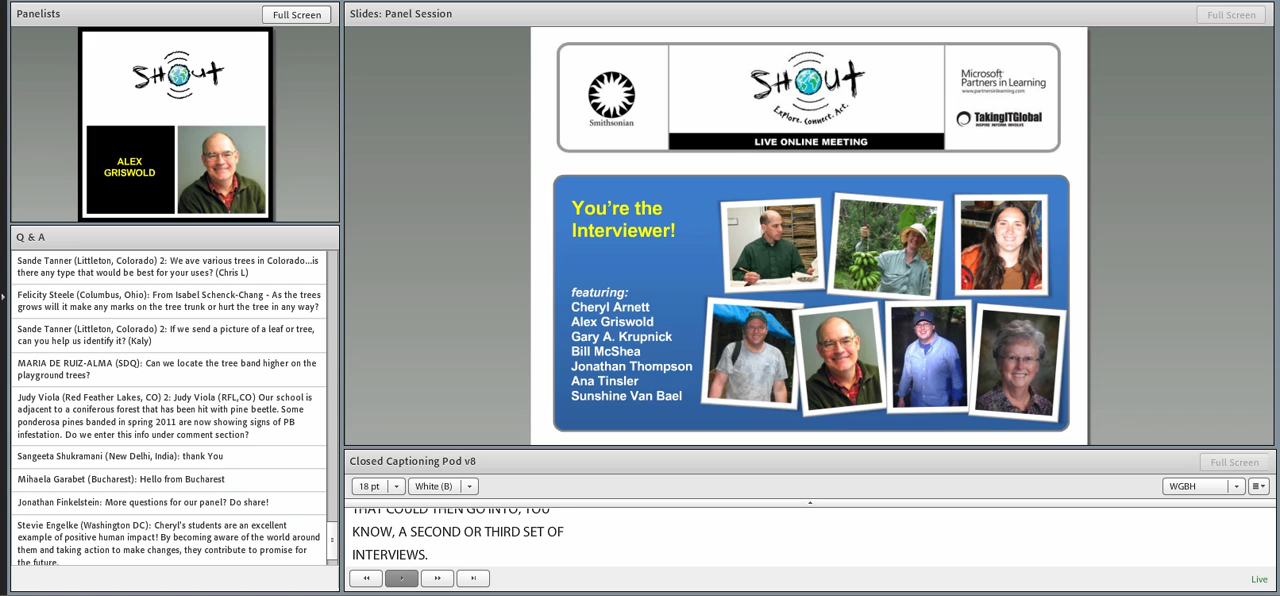 Panelists
Full Screen
SHOUT
ALEX
GRISWOLD
Q & A
Sande Tanner (Littleton, Colorado) 2: We ave various trees in Colorado...is
there any type that would be best for your uses? (Chris L)
Felicity Steele (Columbus, Ohio): From Isabel Schenck-Chang - As the trees
grows will it make any marks on the tree trunk or hurt the tree in any way?
Sande Tanner (Littleton, Colorado) 2: If we send a picture of a leaf or tree,
can you help us identify it? (Kaly)
MARIA DE RUIZ-ALMA (SDQ): Can we locate the tree band higher on the
playground trees?
Judy Viola (Red Feather Lakes, CO) 2: Judy Viola (RFL,CO) Our school is
adjacent to a coniferous forest that has been hit with pine beetle. Some
ponderosa pines banded in spring 2011 are now showing signs of PB
infestation. Do we enter this info under comment section?
Sangeeta Shukramani (New Delhi, India): thank You
Mihaela Garabet (Bucharest): Hello from Bucharest
Jonathan Finkelstein: More questions for our panel? Do share!
Stevie Engelke (Washington DC): Cheryl's students are an excellent
example of positive human impact! By becoming aware of the world around
them and taking action to make changes, they contribute to promise for
the future.
Slides: Panel Session
Full Screen
Smithsonian
SHOUT
Explore. Connect. Act.
LIVE ONLINE MEETING
Microsoft
Partners in Learning
www.partnersinlearning.com
TakingITGlobal
INSPIRE INFORM INVOLVE
You're the
Interviewer!
featuring:
Cheryl Arnett
Alex Griswold
Gary A. Krupnick
Bill McShea
Jonathan Thompson
Ana Tinsler
Sunshine Van Bael
Closed Captioning Pod v8
Full Screen
18 pt
White (B)
WGBH
THAT COULD THEN GO INTO, YOU
KNOW, A SECOND OR THIRD SET OF
INTERVIEWS.
Live